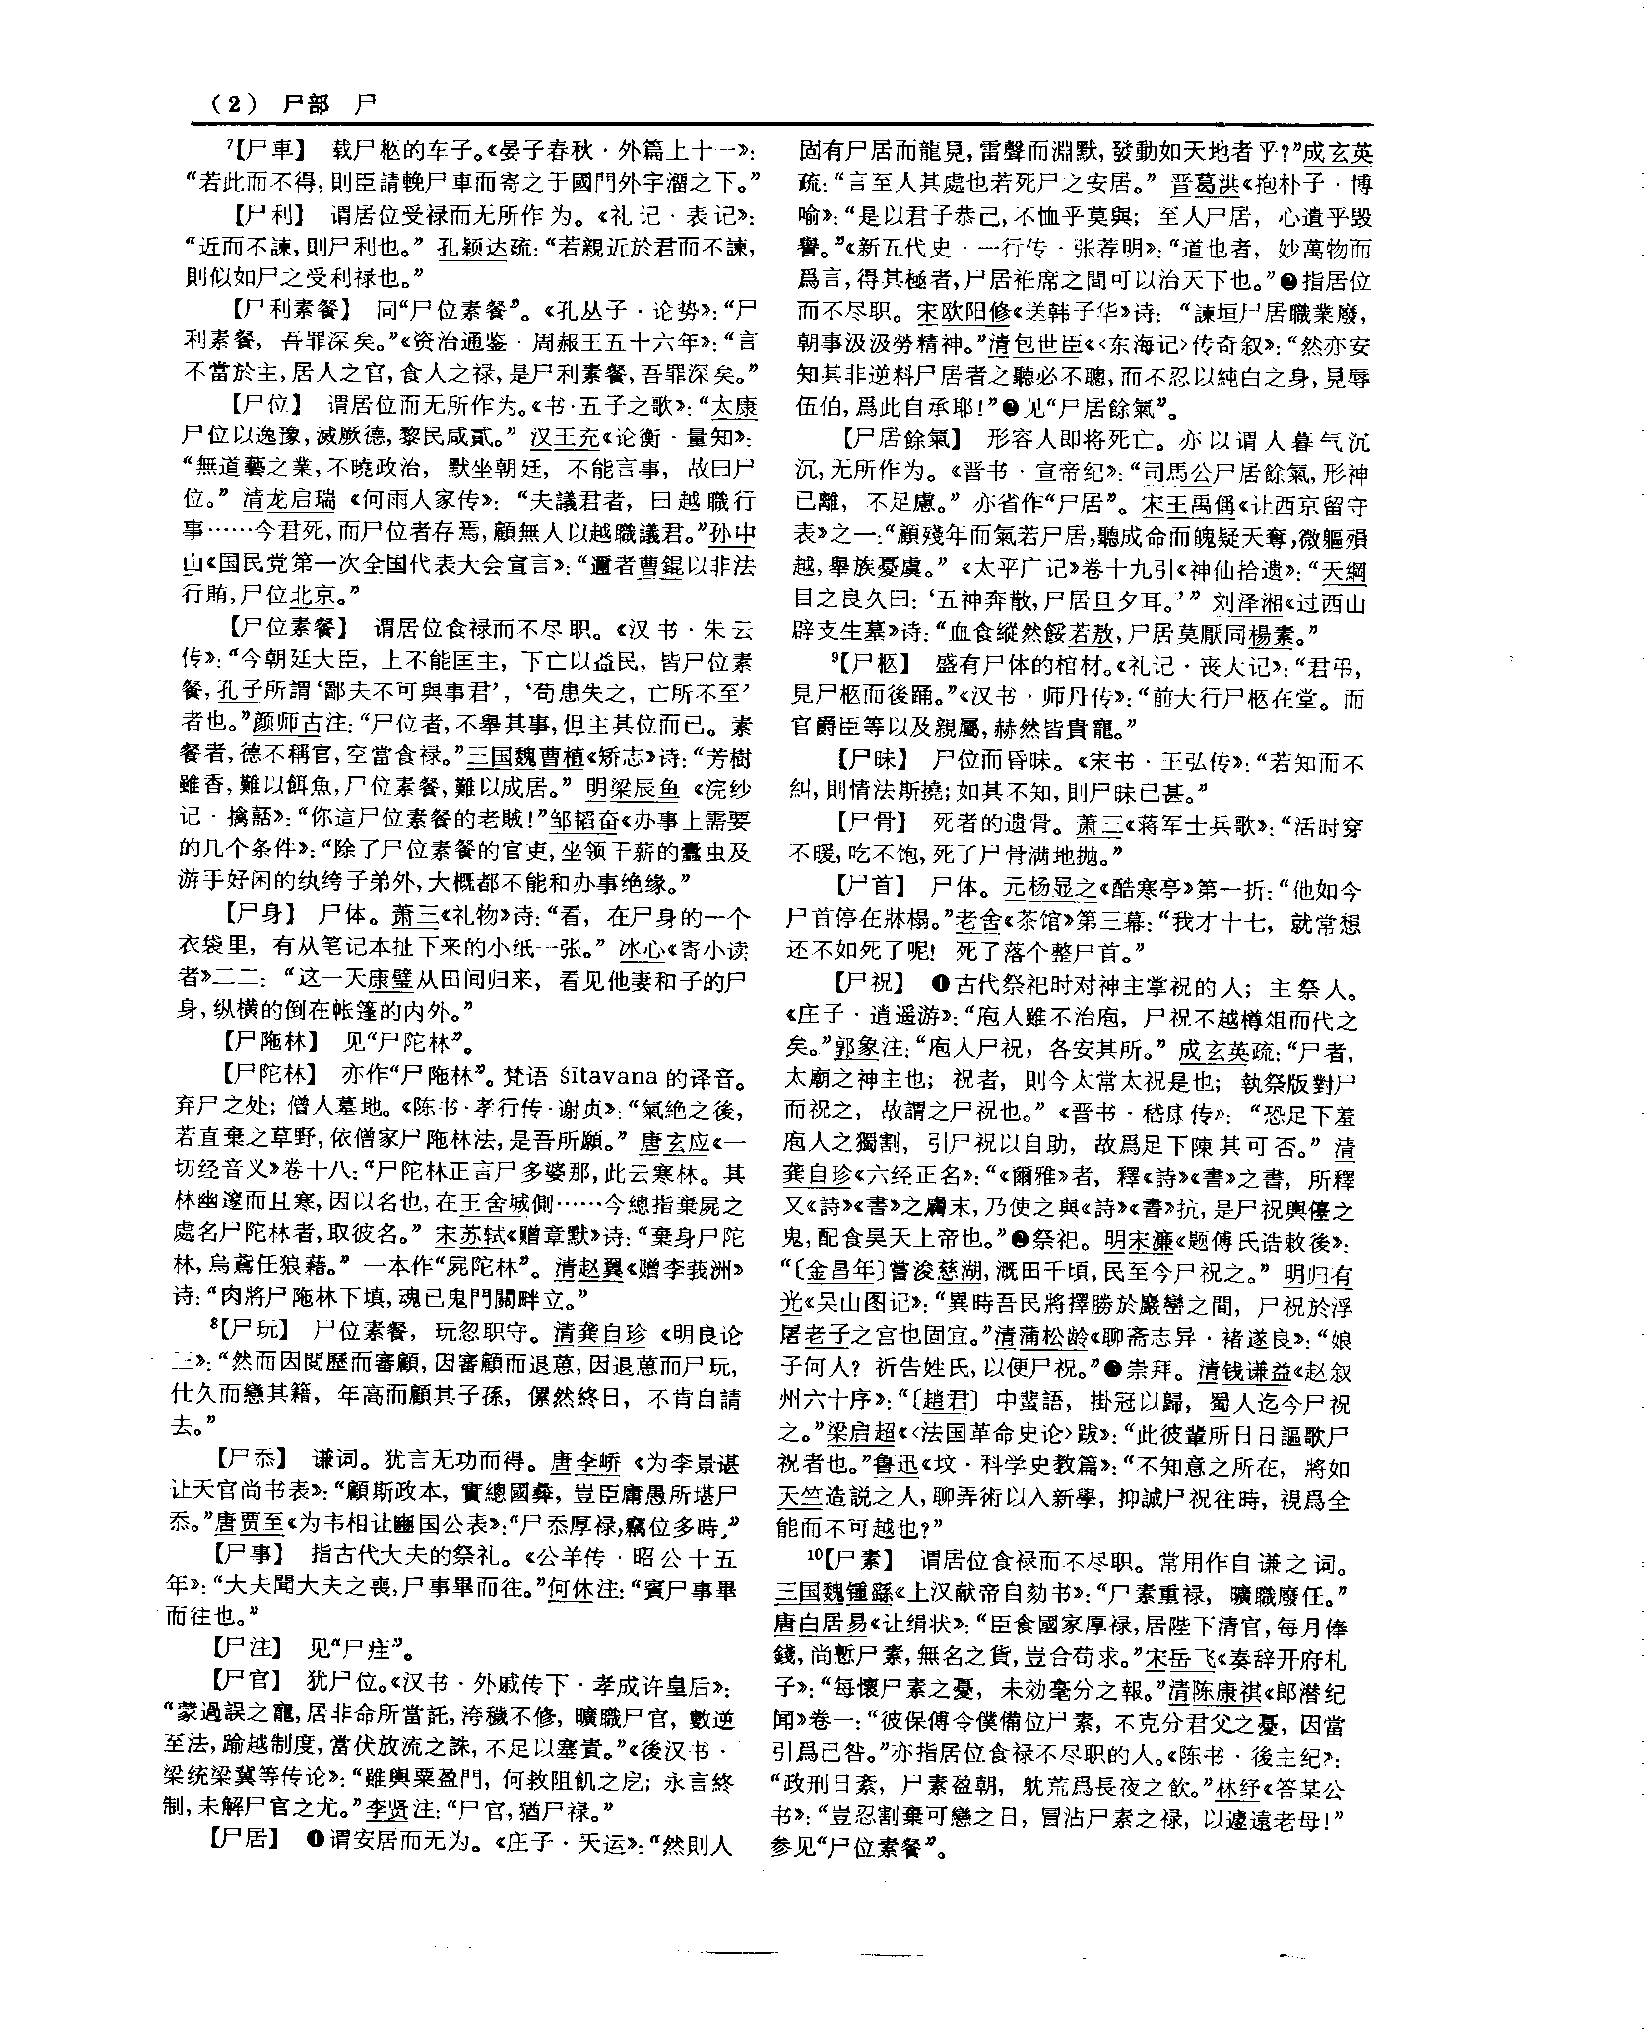 （2） 尸部 尸
⁷【尸車】 载尸柩的车子。《晏子春秋·外篇上十一》：
“若此而不得，則臣請輓尸車而寄之于國門外宇溜之下。”
【尸利】 谓居位受禄而无所作为。《礼记·表记》：
“近而不諫，則尸利也。” 孔颖达疏：“若親近於君而不諫，
則似如尸之受利禄也。”
【尸利素餐】 同“尸位素餐”。《孔丛子·论势》：“尸
利素餐，吾罪深矣。”《资治通鉴·周赧王五十六年》：“言
不當於主，居人之官，食人之禄，是尸利素餐，吾罪深矣。”
【尸位】 谓居位而无所作为。《书·五子之歌》：“太康
尸位以逸豫，滅厥德，黎民咸貳。” 汉王充《论衡·量知》：
“無道藝之業，不曉政治，默坐朝廷，不能言事，故曰尸
位。” 清龙启瑞《何雨人家传》：“夫議君者，曰越職行
事……今君死，而尸位者存焉，顧無人以越職議君。”孙中
山《国民党第一次全国代表大会宣言》：“邇者曹錕以非法
行賄，尸位北京。”
【尸位素餐】 谓居位食禄而不尽职。《汉书·朱云
传》：“今朝廷大臣，上不能匡主，下亡以益民，皆尸位素
餐，孔子所謂‘鄙夫不可與事君’，‘苟患失之，亡所不至’
者也。”颜师古注：“尸位者，不舉其事，但主其位而已。素
餐者，德不稱官，空當食禄。”三国魏曹植《矫志》诗：“芳樹
雖香，難以餌魚，尸位素餐，難以成居。” 明梁辰鱼《浣纱
记·擒嚭》：“你這尸位素餐的老賊！”邹韬奋《办事上需要
的几个条件》：“除了尸位素餐的官吏，坐领干薪的蠹虫及
游手好闲的纨绔子弟外，大概都不能和办事绝缘。”
【尸身】 尸体。萧三《礼物》诗：“看，在尸身的一个
衣袋里，有从笔记本扯下来的小纸一张。” 冰心《寄小读
者》二二：“这一天康璧从田间归来，看见他妻和子的尸
身，纵横的倒在帐篷的内外。”
【尸陁林】 见“尸陀林”。
【尸陀林】 亦作“尸陁林”。梵语 śītavana 的译音。
弃尸之处；僧人墓地。《陈书·孝行传·谢贞》：“氣絶之後，
若直棄之草野，依僧家尸陁林法，是吾所願。” 唐玄应《一
切经音义》卷十八：“尸陀林正言尸多婆那，此云寒林。其
林幽邃而且寒，因以名也，在王舍城側……今總指棄屍之
處名尸陀林者，取彼名。” 宋苏轼《赠章默》诗：“棄身尸陀
林，烏鳶任狼藉。” 一本作“屍陀林”。清赵翼《赠李莪洲》
诗：“肉將尸陁林下填，魂已鬼門關畔立。”
⁸【尸玩】 尸位素餐，玩忽职守。清龚自珍《明良论
三》：“然而因閱歷而審顧，因審顧而退葸，因退葸而尸玩，
仕久而戀其籍，年高而顧其子孫，傫然終日，不肯自請
去。”
【尸忝】 谦词。犹言无功而得。唐李峤《为李景谌
让天官尚书表》：“顧斯政本，實總國彝，豈臣庸愚所堪尸
忝。”唐贾至《为韦相让豳国公表》：“尸忝厚禄，竊位多時。”
【尸事】 指古代大夫的祭礼。《公羊传·昭公十五
年》：“大夫聞大夫之喪，尸事畢而往。”何休注：“賓尸事畢
而往也。”
【尸注】 见“尸疰”。
【尸官】 犹尸位。《汉书·外戚传下·孝成许皇后》：
“蒙過誤之寵，居非命所當託，洿穢不修，曠職尸官，數逆
至法，踰越制度，當伏放流之誅，不足以塞責。”《後汉书·
梁统梁冀等传论》：“雖輿粟盈門，何救阻飢之戹；永言終
制，未解尸官之尤。”李贤注：“尸官，猶尸禄。”
【尸居】 ❶谓安居而无为。《庄子·天运》：“然則人
固有尸居而龍見，雷聲而淵默，發動如天地者乎？”成玄英
疏：“言至人其處也若死尸之安居。” 晋葛洪《抱朴子·博
喻》：“是以君子恭己，不恤乎莫與；至人尸居，心遺乎毁
譽。”《新五代史·一行传·张荐明》：“道也者，妙萬物而
爲言，得其極者，尸居袵席之間可以治天下也。”❷指居位
而不尽职。宋欧阳修《送韩子华》诗：“諫垣尸居職業廢，
朝事汲汲勞精神。”清包世臣《〈东海记〉传奇叙》：“然亦安
知其非逆料尸居者之聽必不聰，而不忍以純白之身，見辱
伍伯，爲此自承耶！”❸见“尸居餘氣”。
【尸居餘氣】 形容人即将死亡。亦以谓人暮气沉
沉，无所作为。《晋书·宣帝纪》：“司馬公尸居餘氣，形神
已離，不足慮。” 亦省作“尸居”。宋王禹偁《让西京留守
表》之一：“顧殘年而氣若尸居，聽成命而魄疑天奪，微軀殞
越，舉族憂虞。” 《太平广记》卷十九引《神仙拾遗》：“天綱
目之良久曰：‘五神奔散，尸居旦夕耳。’” 刘泽湘《过西山
辟支生墓》诗：“血食縱然餒若敖，尸居莫厭同楊素。”
⁹【尸柩】 盛有尸体的棺材。《礼记·丧大记》：“君弔，
見尸柩而後踊。”《汉书·师丹传》：“前大行尸柩在堂。而
官爵臣等以及親屬，赫然皆貴寵。”
【尸昧】 尸位而昏昧。《宋书·王弘传》：“若知而不
糾，則情法斯撓；如其不知，則尸昧已甚。”
【尸骨】 死者的遗骨。萧三《蒋军士兵歌》：“活时穿
不暖，吃不饱，死了尸骨满地抛。”
【尸首】 尸体。元杨显之《酷寒亭》第一折：“他如今
尸首停在牀榻。”老舍《茶馆》第三幕：“我才十七，就常想
还不如死了呢！死了落个整尸首。”
【尸祝】 ❶古代祭祀时对神主掌祝的人；主祭人。
《庄子·逍遥游》：“庖人雖不治庖，尸祝不越樽俎而代之
矣。”郭象注：“庖人尸祝，各安其所。” 成玄英疏：“尸者，
太廟之神主也；祝者，則今太常太祝是也；執祭版對尸
而祝之，故謂之尸祝也。” 《晋书·嵇康传》：“恐足下羞
庖人之獨割，引尸祝以自助，故爲足下陳其可否。” 清
龚自珍《六经正名》：“《爾雅》者，釋《詩》《書》之書，所釋
又《詩》《書》之膚末，乃使之與《詩》《書》抗，是尸祝輿儓之
鬼，配食昊天上帝也。”❷祭祀。明宋濂《题傅氏诰敕後》：
“〔金昌年〕嘗浚慈湖，溉田千頃，民至今尸祝之。” 明归有
光《吴山图记》：“異時吾民將擇勝於巖巒之間，尸祝於浮
屠老子之宫也固宜。”清蒲松龄《聊斋志异·褚遂良》：“娘
子何人？祈告姓氏，以便尸祝。”❸崇拜。清钱谦益《赵叙
州六十序》：“〔趙君〕中蜚語，掛冠以歸，蜀人迄今尸祝
之。”梁启超《〈法国革命史论〉跋》：“此彼輩所日日謳歌尸
祝者也。”鲁迅《坟·科学史教篇》：“不知意之所在，將如
天竺造説之人，聊弄術以入新學，抑誠尸祝往時，視爲全
能而不可越也？”
¹⁰【尸素】 谓居位食禄而不尽职。常用作自谦之词。
三国魏锺繇《上汉献帝自劾书》：“尸素重禄，曠職廢任。”
唐白居易《让绢状》：“臣食國家厚禄，居陛下清官，每月俸
錢，尚慙尸素，無名之貨，豈合苟求。”宋岳飞《奏辞开府札
子》：“每懷尸素之憂，未効毫分之報。”清陈康祺《郎潜纪
闻》卷一：“彼保傅令僕備位尸素，不克分君父之憂，因當
引爲己咎。”亦指居位食禄不尽职的人。《陈书·後主纪》：
“政刑日紊，尸素盈朝，躭荒爲長夜之飲。”林纾《答某公
书》：“豈忍割棄可戀之日，冒沾尸素之禄，以遽遠老母！”
参见“尸位素餐”。